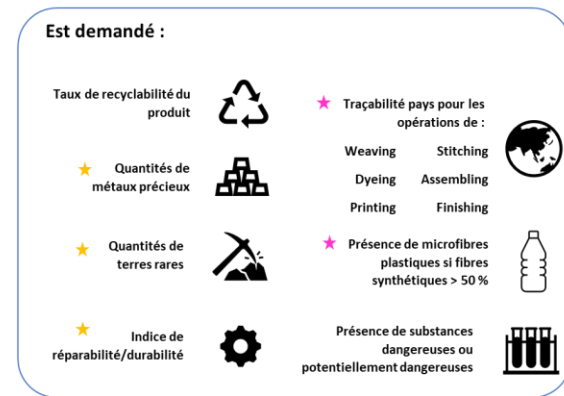 Est demandé :
Taux de recyclabilité du
produit
Quantités de
métaux précieux
Quantités de
terres rares
Indice de
réparabilité/durabilité
Traçabilité pays pour les
opérations de :
Weaving Stitching
Dyeing Assembling
Printing Finishing
Présence de microfibres
plastiques si fibres
synthétiques > 50 %
Présence de substances
dangereuses ou
potentiellement dangereuses